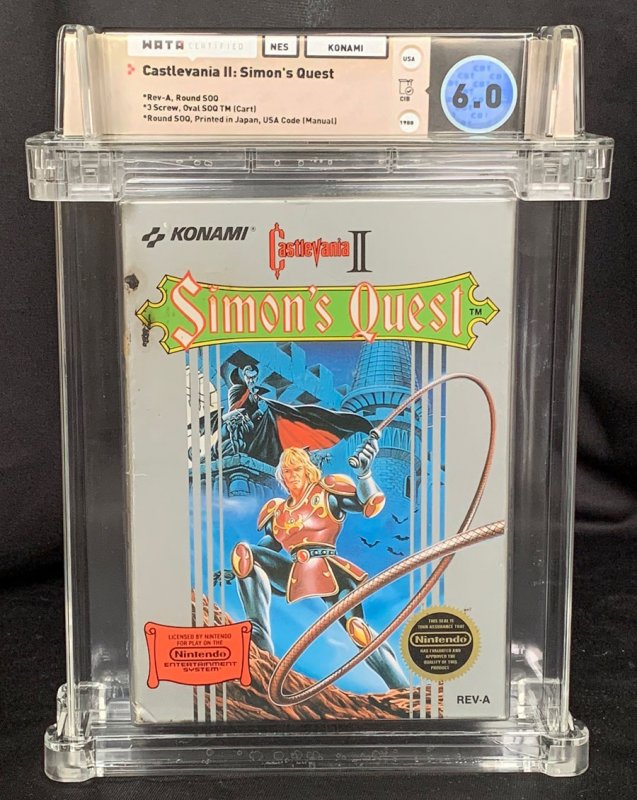 WATA CERTIFIED NES KONAMI USA
Castlevania II: Simon's Quest
*Rev-A, Round SOQ
*3 Screw, Oval SOQ TM (Cart)
*Round SOQ, Printed in Japan, USA Code (Manual)
CIB
1988
6.0
KONAMI®
Castlevania II
Simon's Quest™
LICENSED BY NINTENDO
FOR PLAY ON THE
Nintendo
ENTERTAINMENT
SYSTEM
THIS SEAL IS
YOUR ASSURANCE THAT
Nintendo
HAS EVALUATED AND
APPROVED THE
QUALITY OF THIS
PRODUCT
REV-A